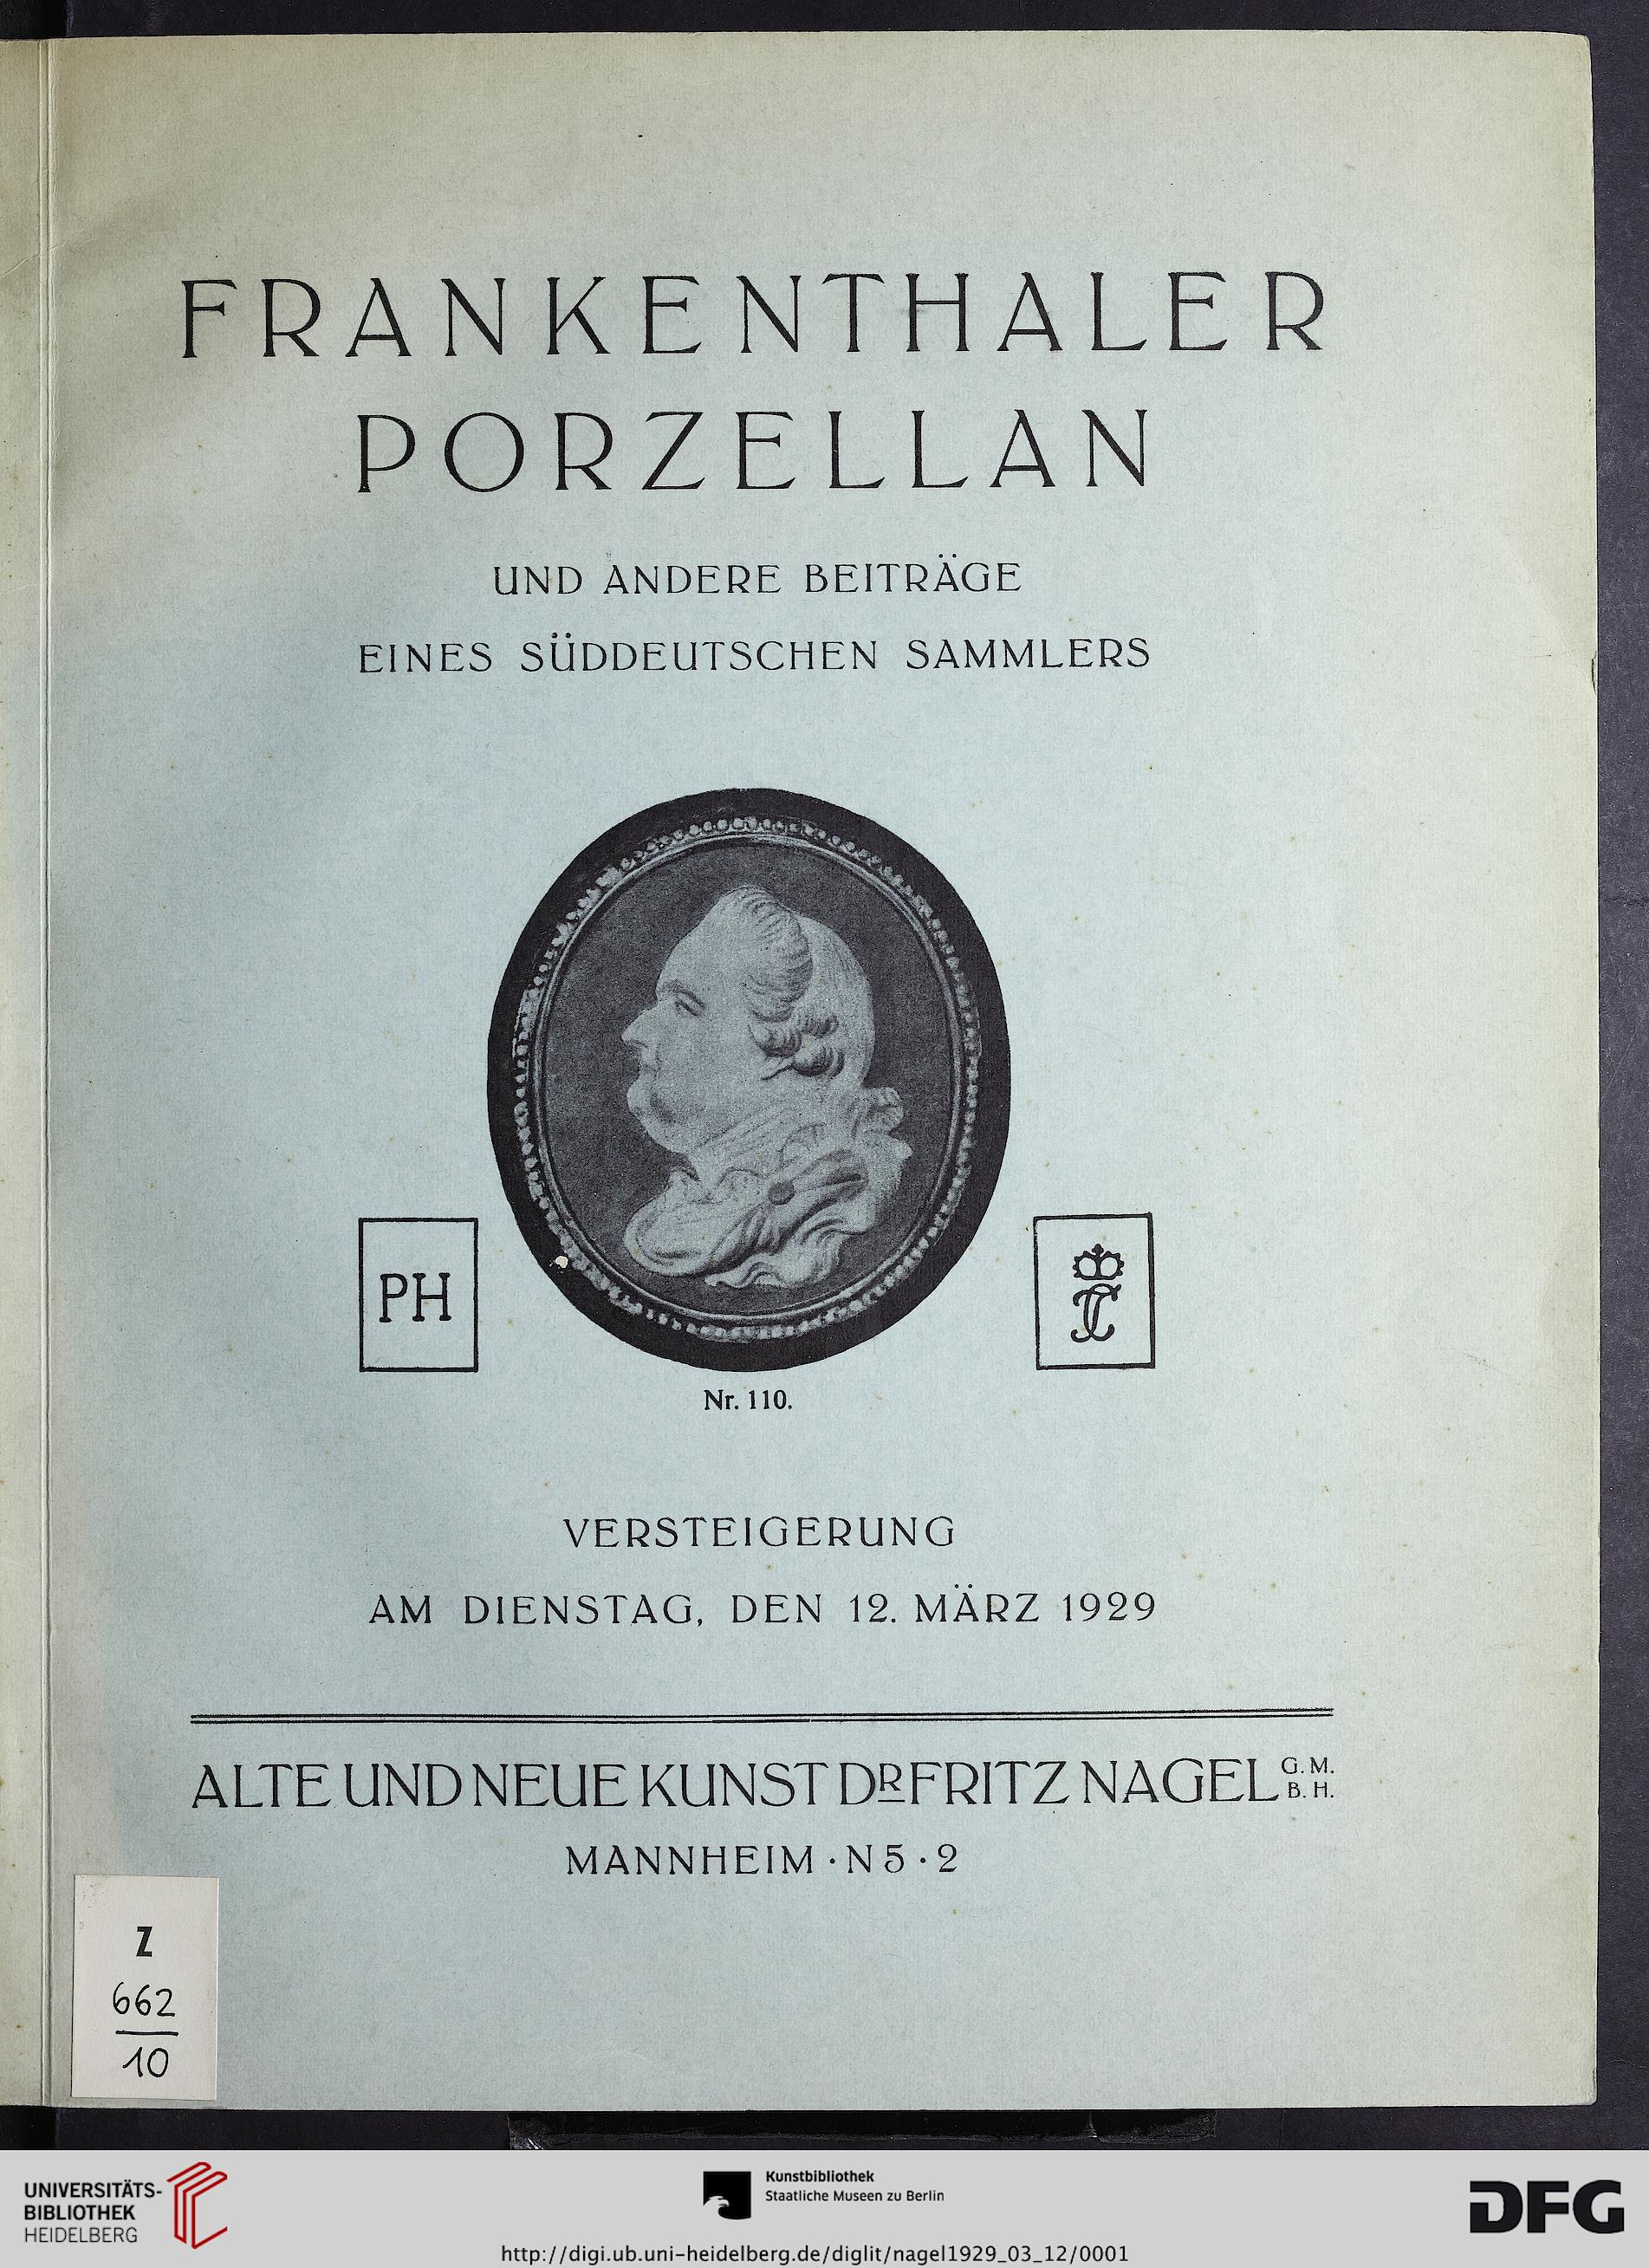 FRANKENTHALER
PORZELLAN
UND ANDERE BEITRÄGE
EINES SÜDDEUTSCHEN SAMMLERS
PH
Nr. 110.
VERSTEIGERUNG
AM DIENSTAG, DEN 12. MÄRZ 1929
ALTE UND NEUE KUNST DR FRITZ NAGEL G.M.
B.H.
MANNHEIM · N 5 · 2
Z
662
10
UNIVERSITÄTS-
BIBLIOTHEK
HEIDELBERG
Kunstbibliothek
Staatliche Museen zu Berlin
DFG
http://digi.ub.uni-heidelberg.de/diglit/nagel1929_03_12/0001